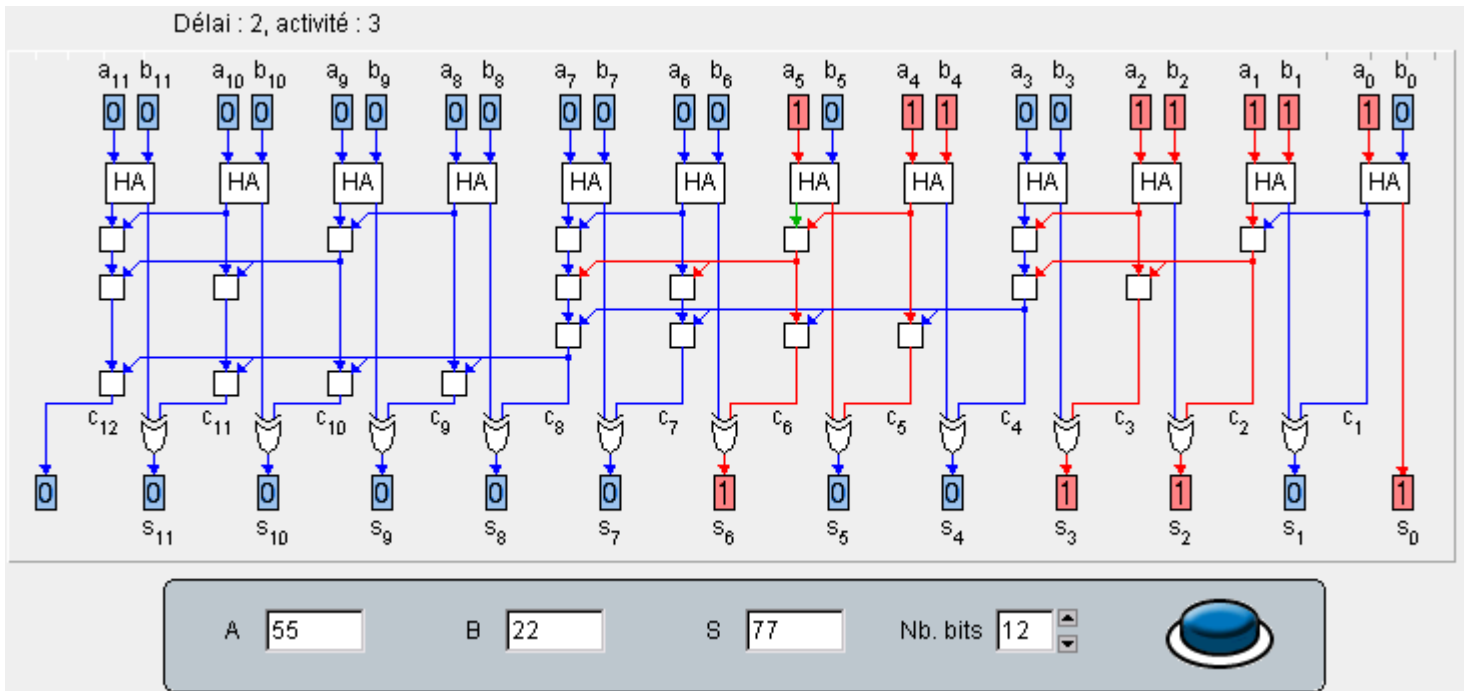 Délai : 2, activité : 3
a11 b11 a10 b10 a9 b9 a8 b8 a7 b7 a6 b6 a5 b5 a4 b4 a3 b3 a2 b2 a1 b1 a0 b0
0 0 0 0 0 0 0 0 0 0 0 0 1 0 1 1 0 0 1 1 1 1 1 0
HA HA HA HA HA HA HA HA HA HA HA HA
c12 c11 c10 c9 c8 c7 c6 c5 c4 c3 c2 c1
0 0 0 0 0 0 1 0 0 1 1 0 1
s11 s10 s9 s8 s7 s6 s5 s4 s3 s2 s1 s0
A 55 B 22 S 77 Nb. bits 12